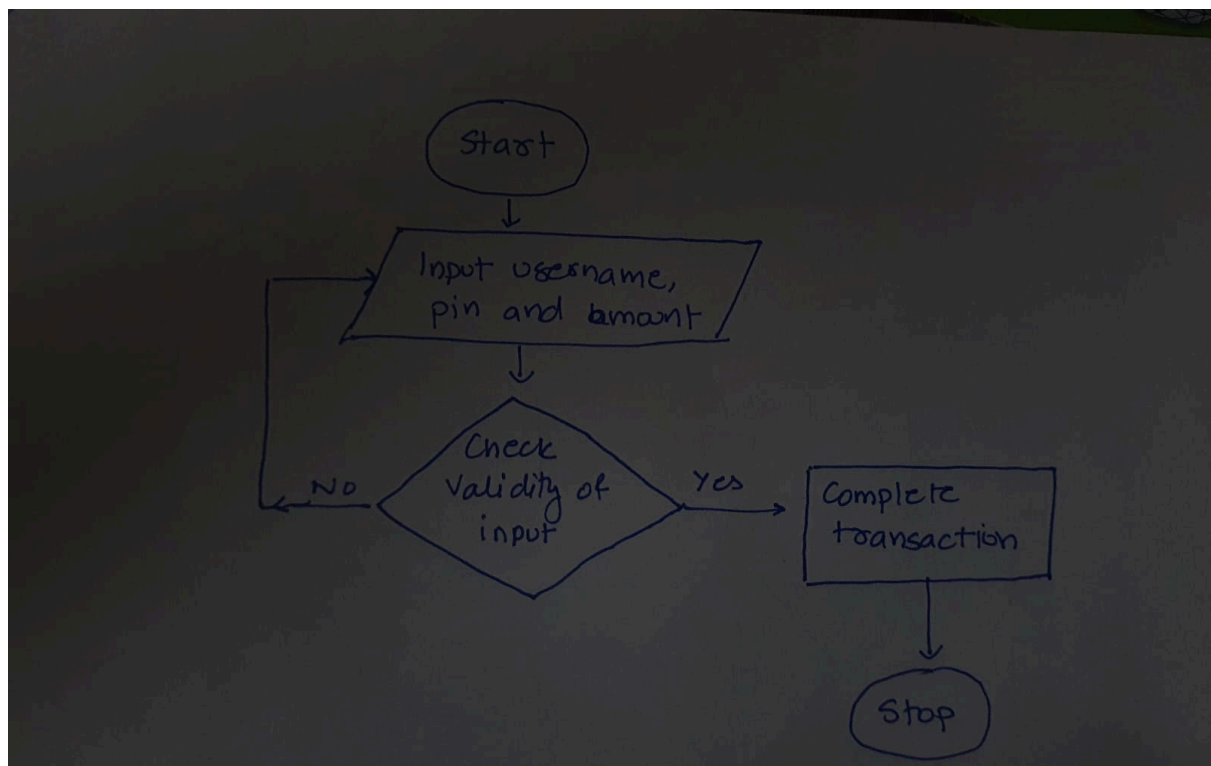 Start
Input username,
pin and amount
Check
Validity of
input
No
Yes
Complete
transaction
Stop